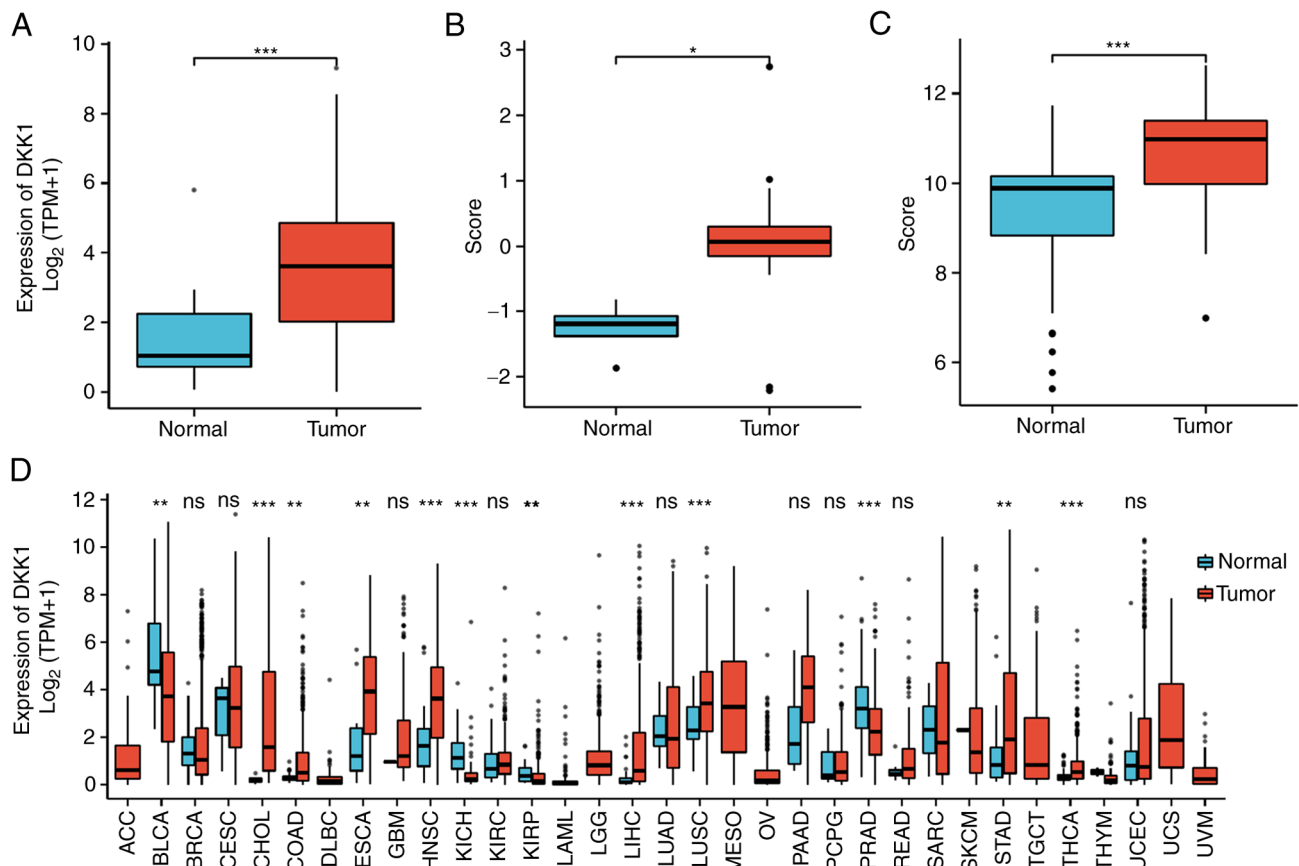 A
Expression of DKK1
Log2 (TPM+1)
10
8
6
4
2
0
***
Normal
Tumor
B
Score
3
2
1
0
−1
−2
*
Normal
Tumor
C
Score
12
10
8
6
***
Normal
Tumor
D
Expression of DKK1
Log2 (TPM+1)
12
10
8
6
4
2
0
** ns ns *** ** ** ns *** *** ns ** *** ns *** ns ns *** ns ** *** ns
Normal
Tumor
ACC
BLCA
BRCA
CESC
CHOL
COAD
DLBC
ESCA
GBM
HNSC
KICH
KIRC
KIRP
LAML
LGG
LIHC
LUAD
LUSC
MESO
OV
PAAD
PCPG
PRAD
READ
SARC
SKCM
STAD
TGCT
THCA
THYM
UCEC
UCS
UVM